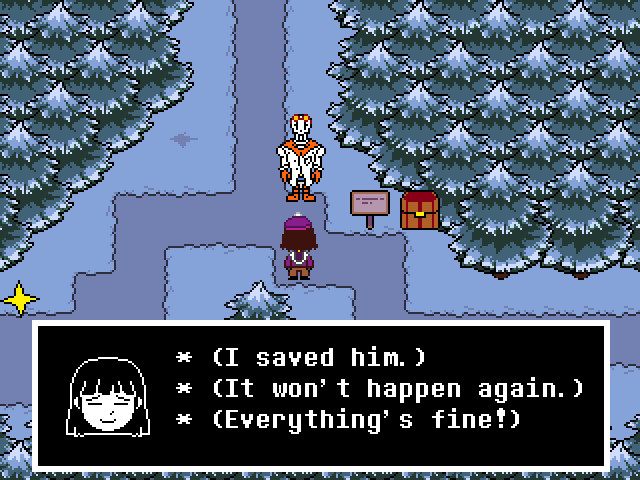 * (I saved him.)
* (It won't happen again.)
* (Everything's fine!)